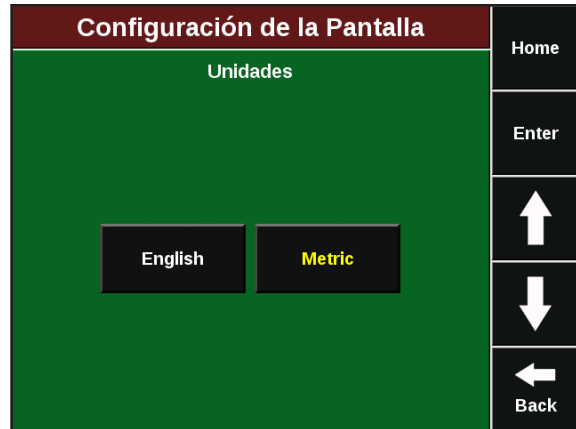 Configuración de la Pantalla
Unidades
English
Metric
Home
Enter
Back